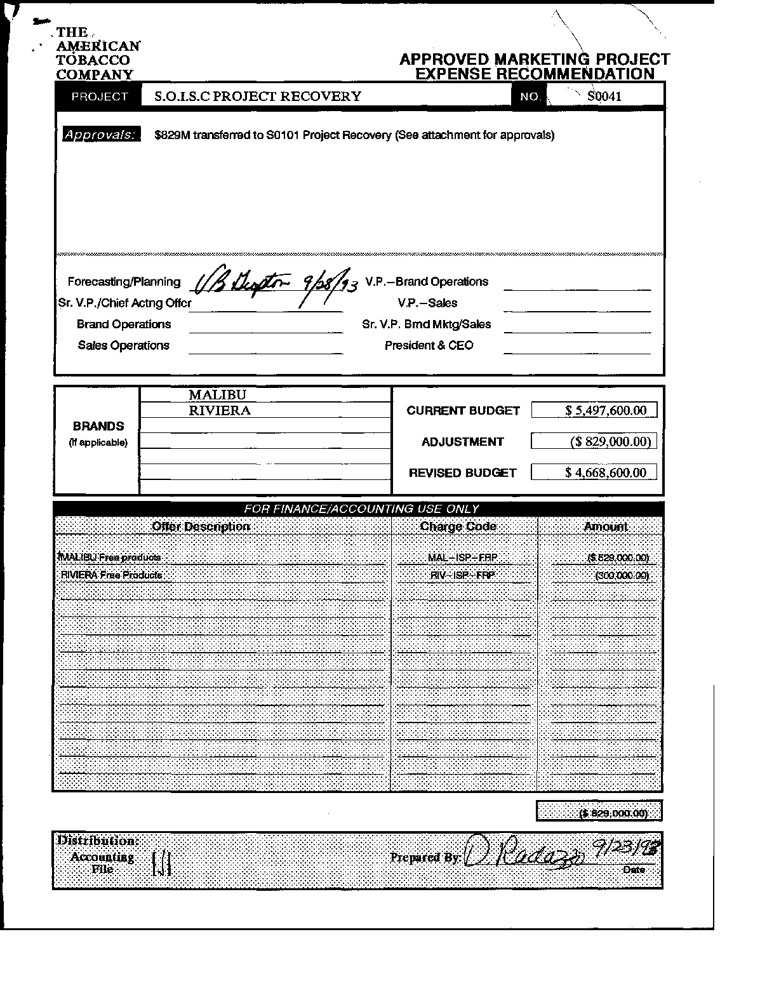 THE
AMERICAN
TOBACCO
COMPANY
APPROVED MARKETING PROJECT
EXPENSE RECOMMENDATION
PROJECT S.O.I.S.C PROJECT RECOVERY NO. S0041
Approvals: $829M transferred to S0101 Project Recovery (See attachment for approvals)
Forecasting/Planning 9/28/93 V.P.-Brand Operations
Sr. V.P./Chief Actng Offcr V.P.-Sales
Brand Operations Sr. V.P. Brnd Mktg/Sales
Sales Operations President & CEO
MALIBU
RIVIERA CURRENT BUDGET $ 5,497,600.00
BRANDS
(if applicable) ADJUSTMENT ($ 829,000.00)
REVISED BUDGET $ 4,668,600.00
FOR FINANCE/ACCOUNTING USE ONLY
Offer Description Charge Code Amount
MALIBU Free products MAL-ISP-FRP ($ 829,000.00)
RIVIERA Free Products RIV-ISP-FRP (300,000.00)
($ 829,000.00)
Distribution:
Accounting
File
Prepared By: D. Radazzo 9/23/93
Date